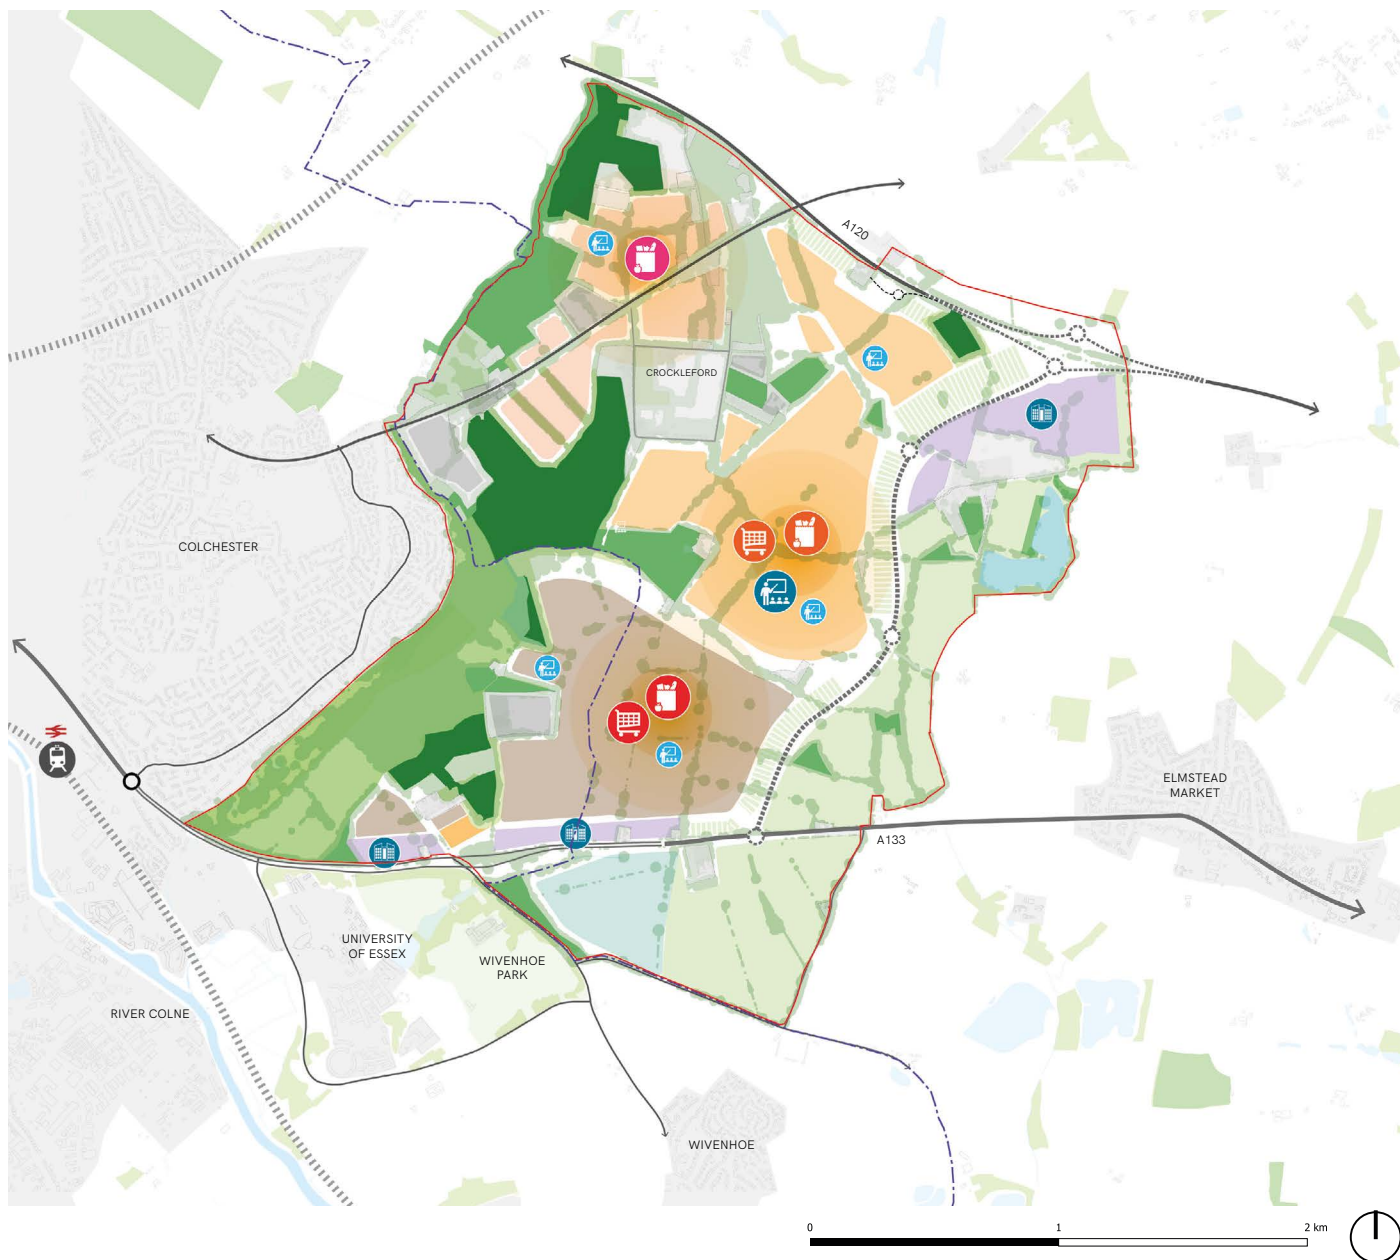 A120
CROCKLEFORD
COLCHESTER
ELMSTEAD
MARKET
A133
UNIVERSITY
OF ESSEX
WIVENHOE
PARK
RIVER COLNE
WIVENHOE
0
1
2 km